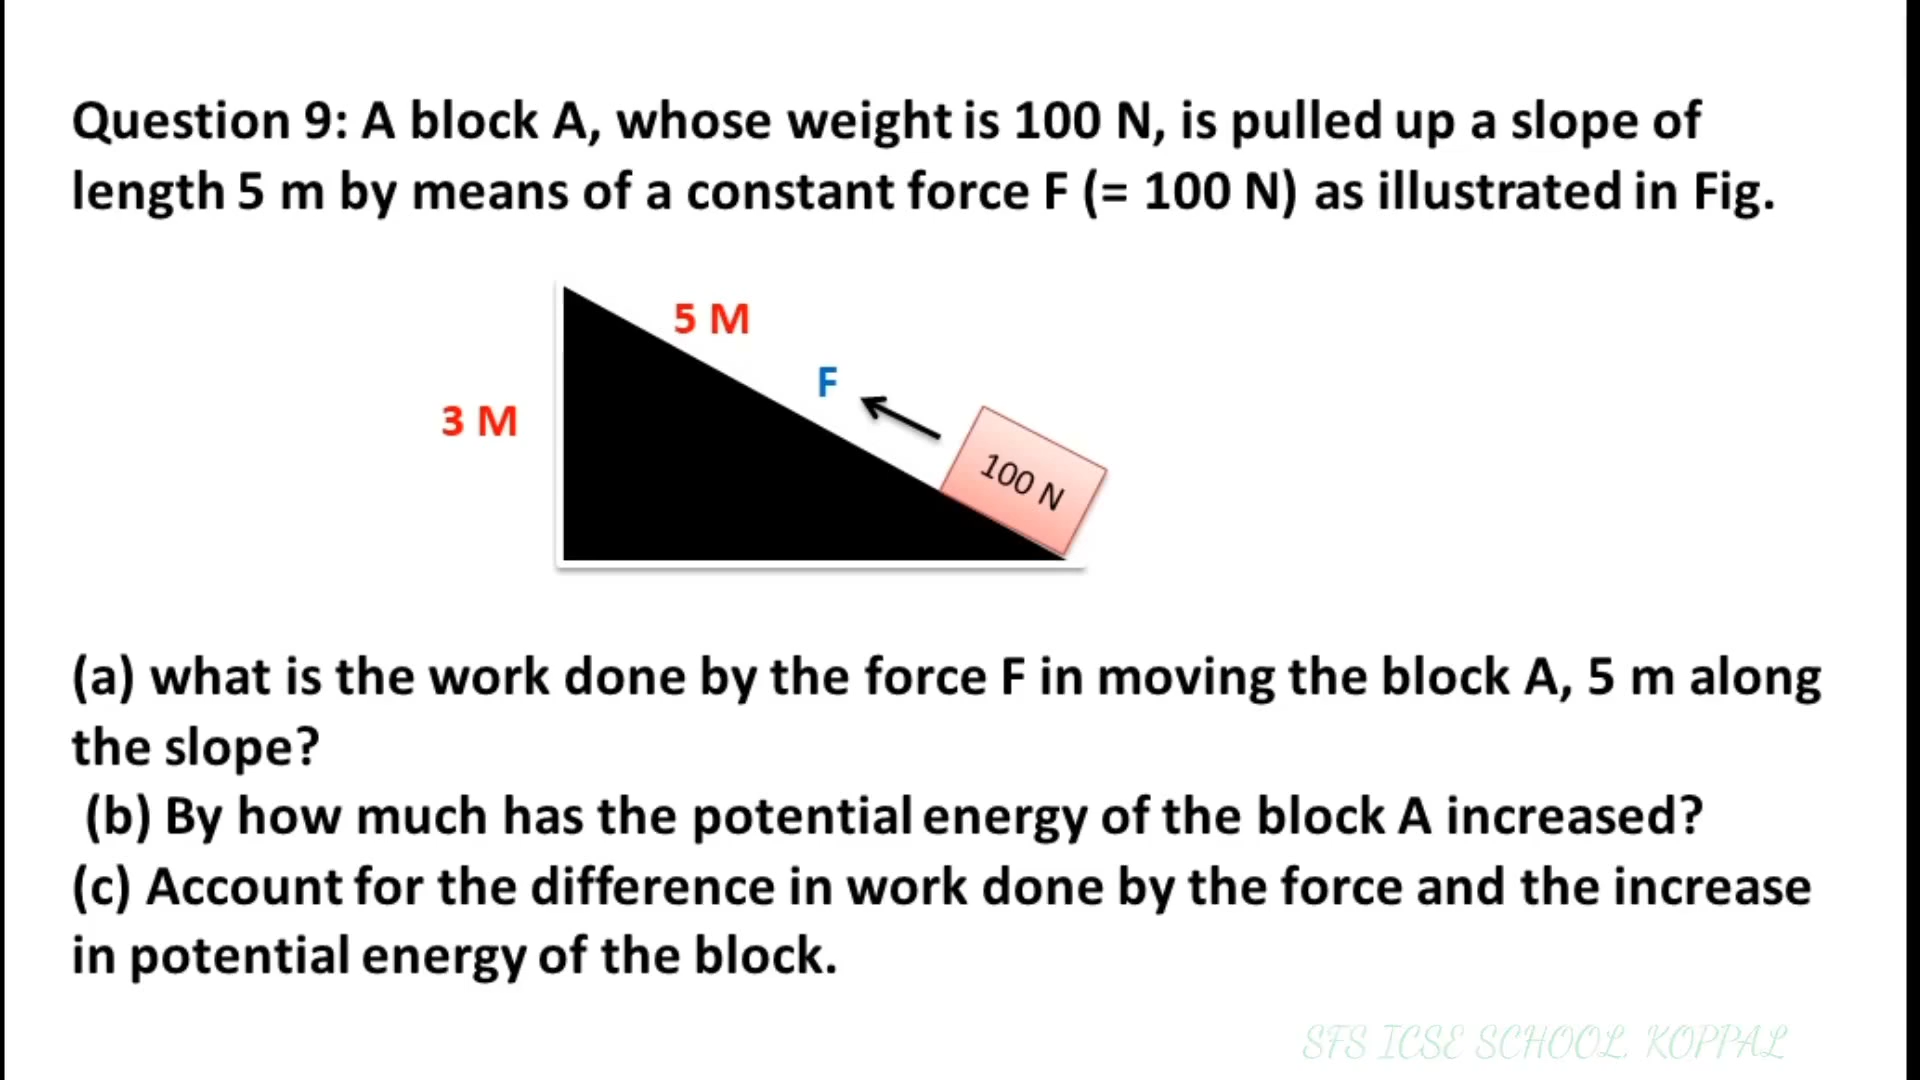 Question 9: A block A, whose weight is 100 N, is pulled up a slope of
length 5 m by means of a constant force F (= 100 N) as illustrated in Fig.
5 M
F
3 M
100 N
(a) what is the work done by the force F in moving the block A, 5 m along
the slope?
(b) By how much has the potential energy of the block A increased?
(c) Account for the difference in work done by the force and the increase
in potential energy of the block.
SFS ICSE SCHOOL, KOPPAL